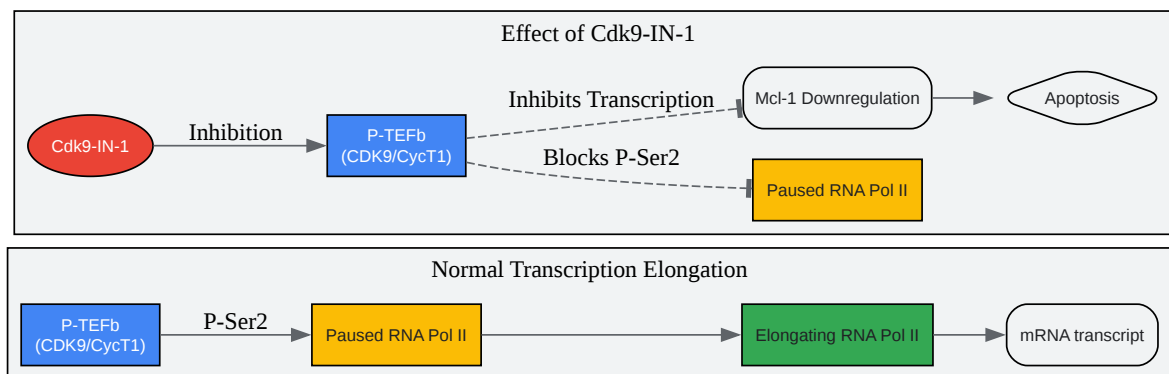 Effect of Cdk9-IN-1
Inhibits Transcription
Mcl-1 Downregulation
Apoptosis
Cdk9-IN-1
Inhibition
P-TEFb
(CDK9/CycT1)
Blocks P-Ser2
Paused RNA Pol II
Normal Transcription Elongation
P-TEFb
(CDK9/CycT1)
P-Ser2
Paused RNA Pol II
Elongating RNA Pol II
mRNA transcript